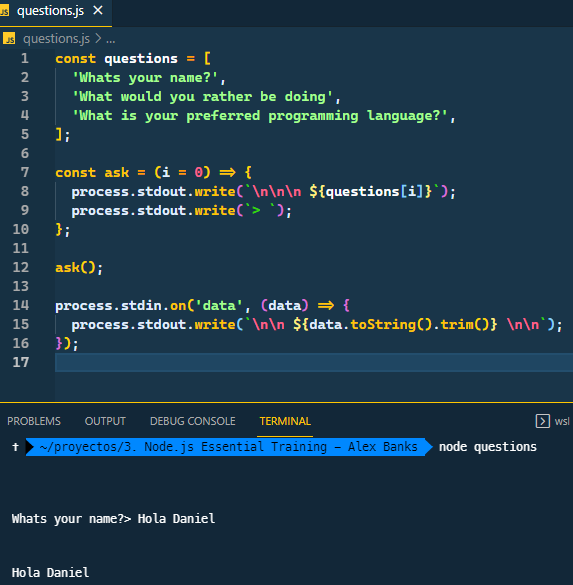 JS questions.js ×
JS questions.js > ...
1 const questions = [
2   'Whats your name?',
3   'What would you rather be doing',
4   'What is your preferred programming language?',
5 ];
6
7 const ask = (i = 0) => {
8   process.stdout.write(`\n\n\n ${questions[i]}`);
9   process.stdout.write(`> `);
10 };
11
12 ask();
13
14 process.stdin.on('data', (data) => {
15   process.stdout.write(`\n\n ${data.toString().trim()} \n\n`);
16 });
17
PROBLEMS OUTPUT DEBUG CONSOLE TERMINAL wsl
~/proyectos/3. Node.js Essential Training - Alex Banks node questions
Whats your name?> Hola Daniel
Hola Daniel